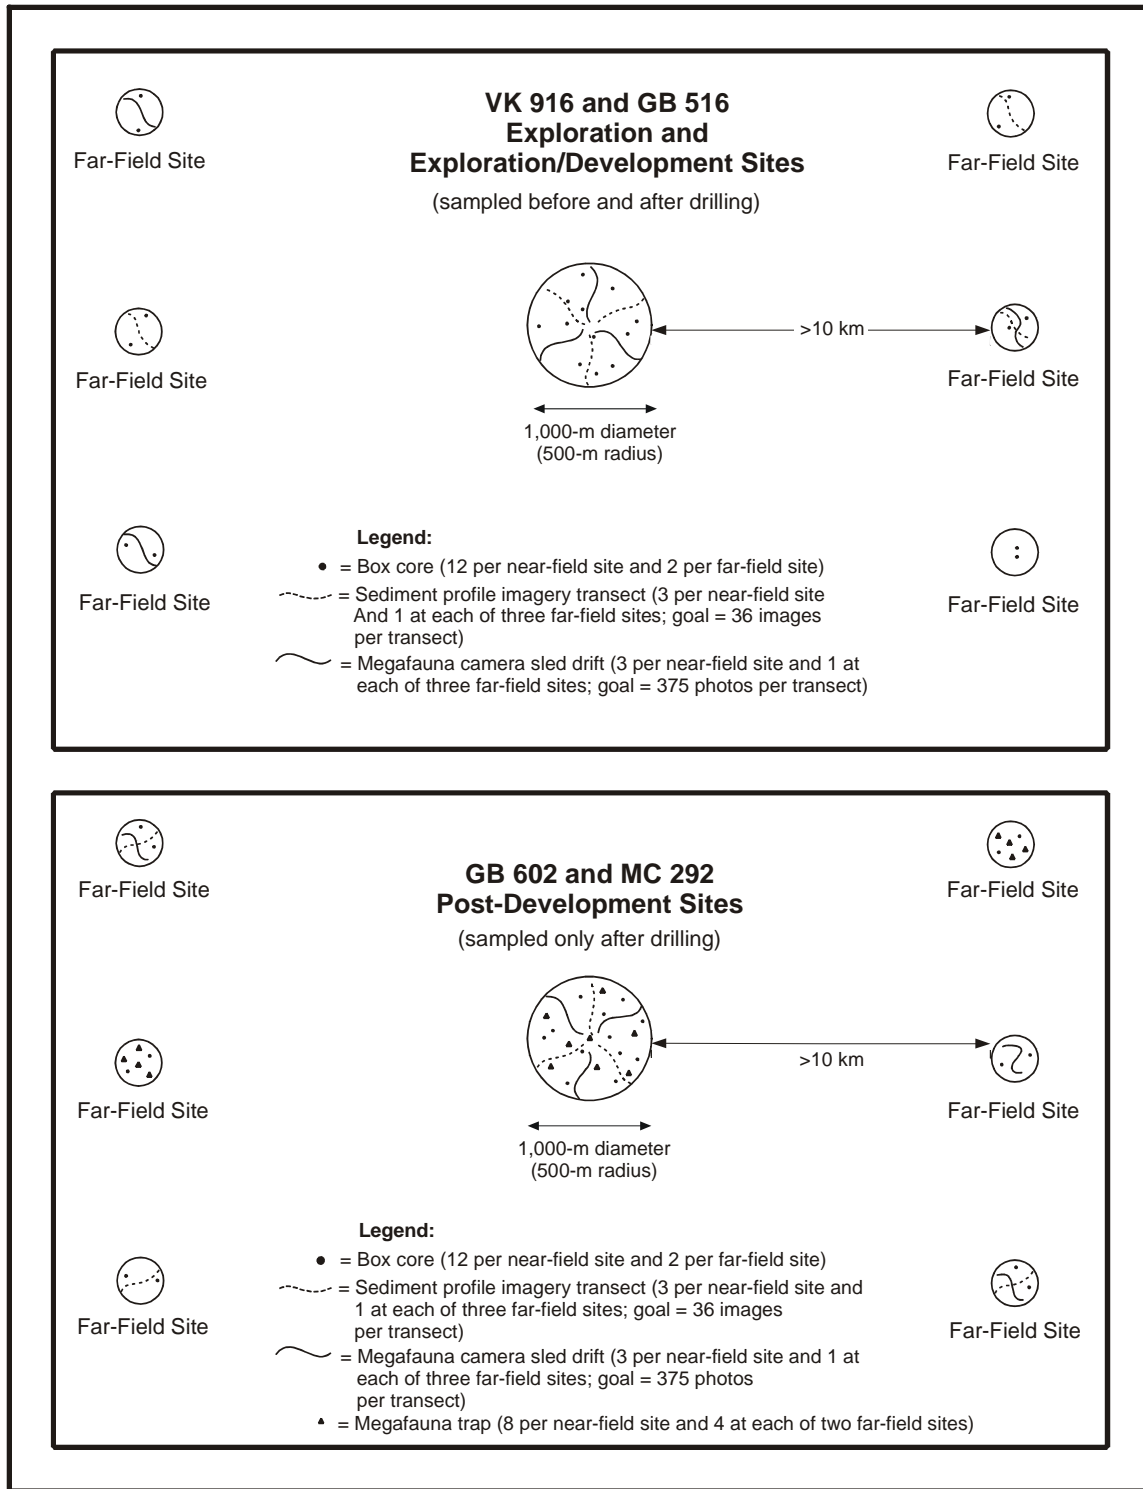 VK 916 and GB 516
Exploration and
Exploration/Development Sites
(sampled before and after drilling)
Far-Field Site
Far-Field Site
Far-Field Site
>10 km
Far-Field Site
1,000-m diameter
(500-m radius)
Far-Field Site
Far-Field Site
Legend:
= Box core (12 per near-field site and 2 per far-field site)
= Sediment profile imagery transect (3 per near-field site
And 1 at each of three far-field sites; goal = 36 images
per transect)
= Megafauna camera sled drift (3 per near-field site and 1 at
each of three far-field sites; goal = 375 photos per transect)
GB 602 and MC 292
Post-Development Sites
(sampled only after drilling)
Far-Field Site
Far-Field Site
Far-Field Site
>10 km
Far-Field Site
1,000-m diameter
(500-m radius)
Far-Field Site
Far-Field Site
Legend:
= Box core (12 per near-field site and 2 per far-field site)
= Sediment profile imagery transect (3 per near-field site and
1 at each of three far-field sites; goal = 36 images
per transect)
= Megafauna camera sled drift (3 per near-field site and 1 at
each of three far-field sites; goal = 375 photos
per transect)
= Megafauna trap (8 per near-field site and 4 at each of two far-field sites)